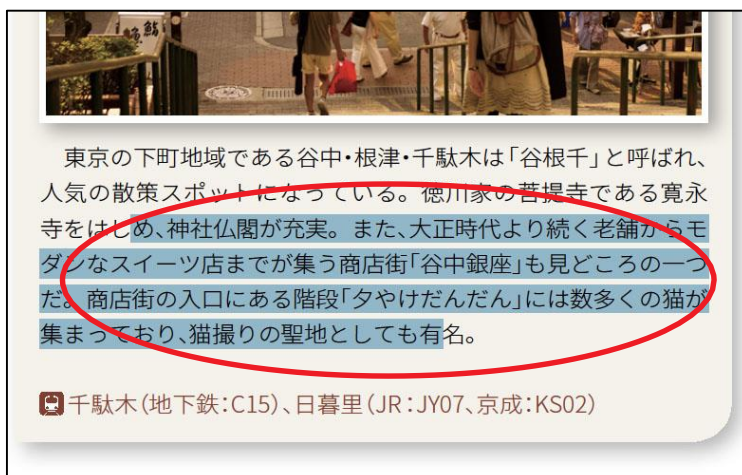 東京の下町地域である谷中・根津・千駄木は「谷根千」と呼ばれ、
人気の散策スポットになっている。徳川家の菩提寺である寛永
寺をはじめ、神社仏閣が充実。また、大正時代より続く老舗からモ
ダンなスイーツ店までが集う商店街「谷中銀座」も見どころの一つ
だ。商店街の入口にある階段「夕やけだんだん」には数多くの猫が
集まっており、猫撮りの聖地としても有名。
千駄木(地下鉄:C15)、日暮里(JR:JY07、京成:KS02)